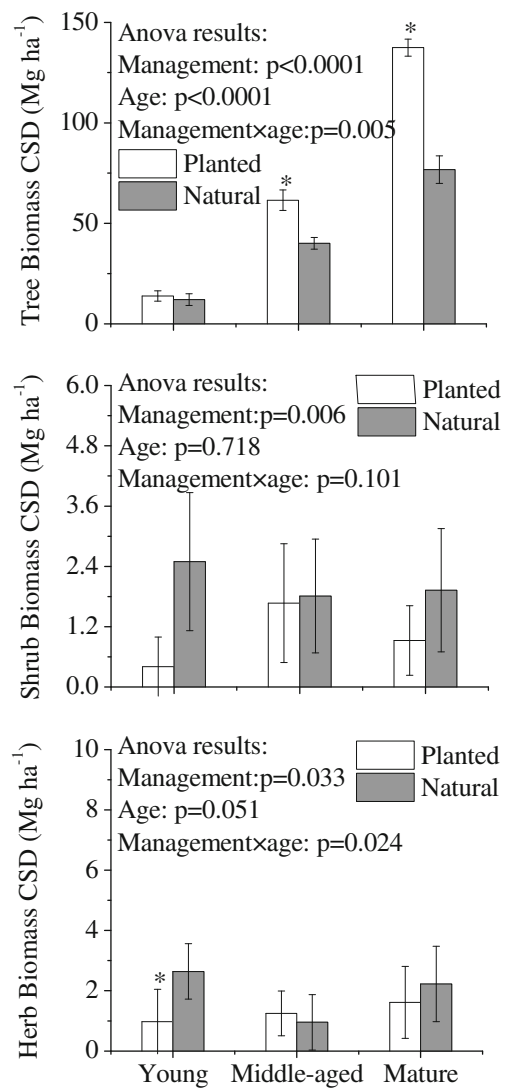 Tree Biomass CSD (Mg ha⁻¹)
150
100
50
0
Anova results:
Management: p<0.0001
Age: p<0.0001
Management×age:p=0.005
Planted
Natural
*
*
Shrub Biomass CSD (Mg ha⁻¹)
6.0
4.8
3.6
2.4
1.2
0.0
Anova results:
Management:p=0.006
Age: p=0.718
Management×age: p=0.101
Planted
Natural
Herb Biomass CSD (Mg ha⁻¹)
10
8
6
4
2
0
Anova results:
Management:p=0.033
Age: p=0.051
Management×age: p=0.024
Planted
Natural
*
Young Middle-aged Mature